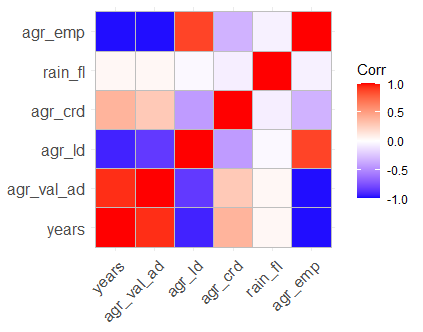 agr_emp
rain_fl
agr_crd
agr_ld
agr_val_ad
years
years
agr_val_ad
agr_ld
agr_crd
rain_fl
agr_emp
Corr
1.0
0.5
0.0
-0.5
-1.0